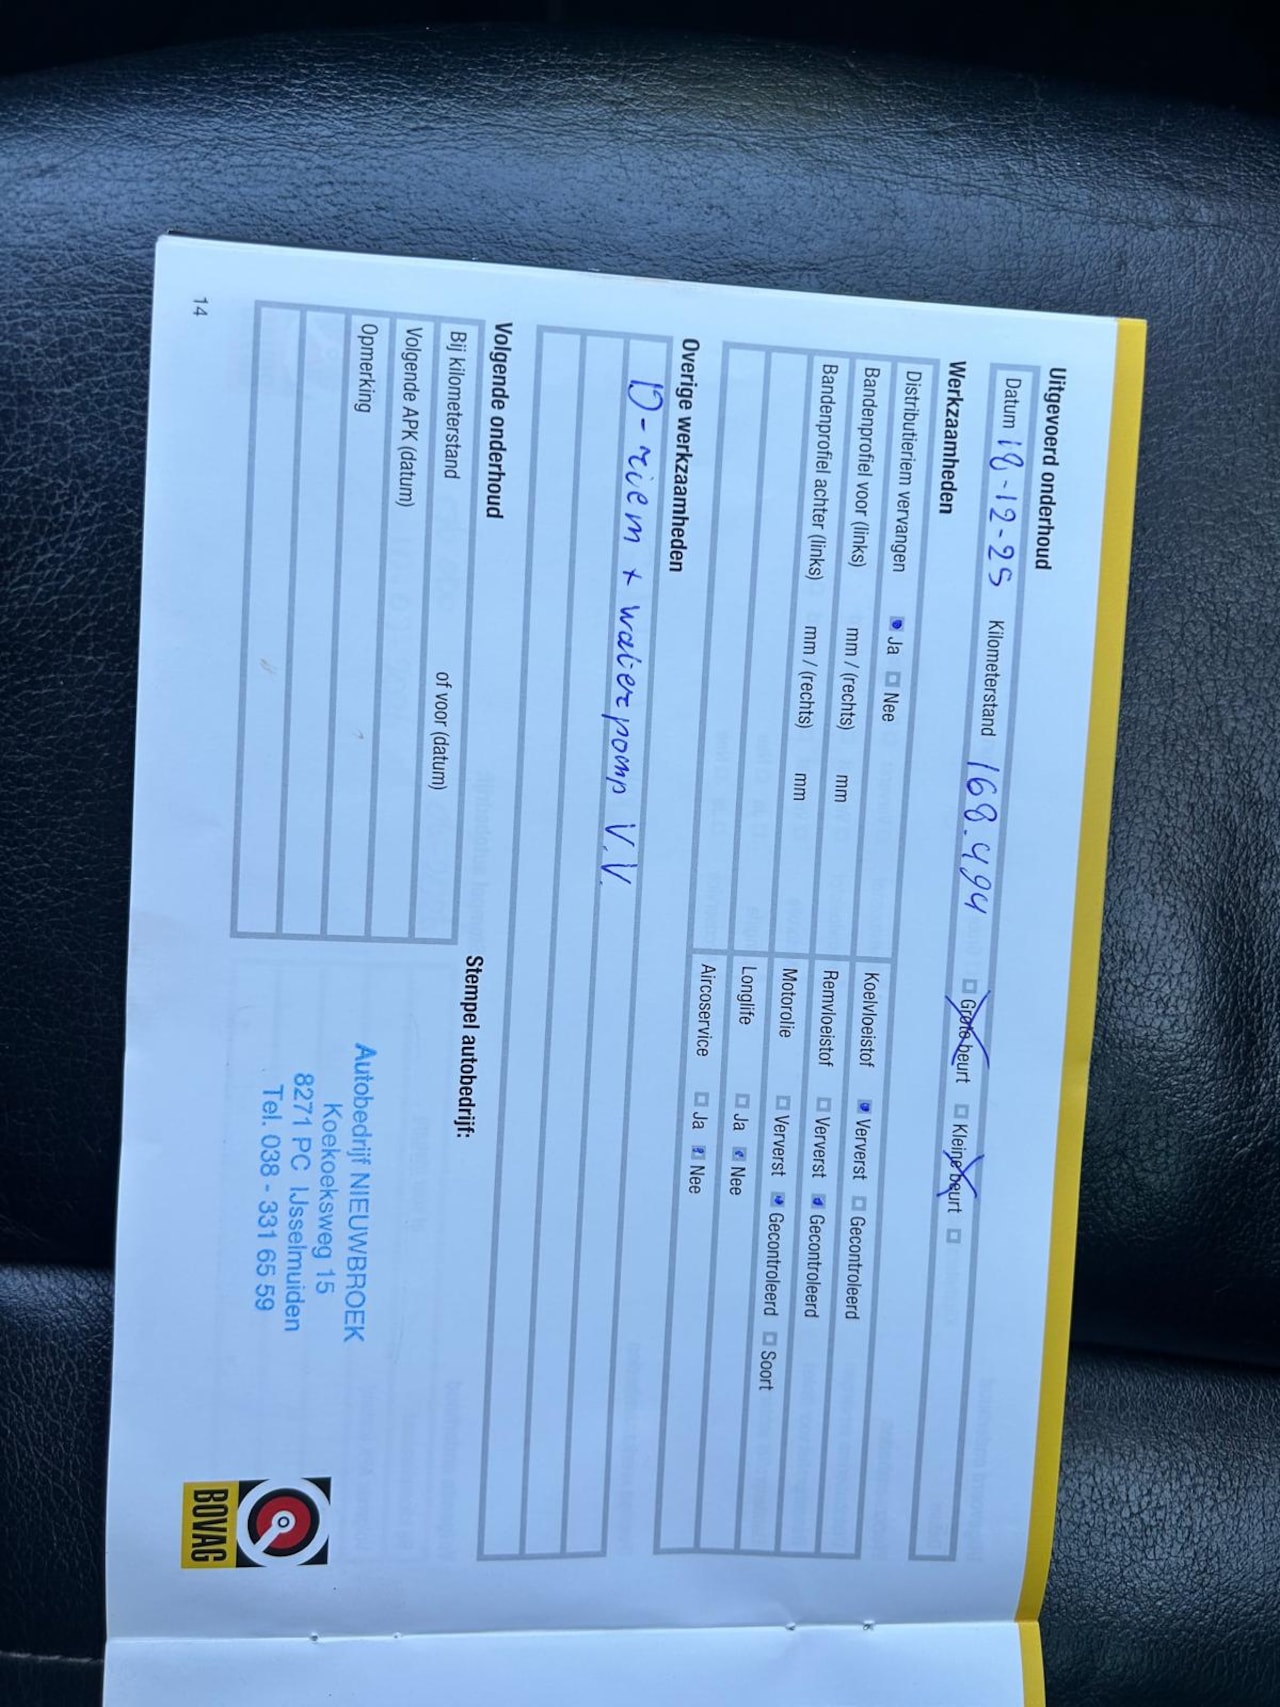 Uitgevoerd onderhoud
Datum 18-12-25 Kilometerstand 168.494 Grote beurt Kleine beurt
Werkzaamheden
Distributieriem vervangen Ja Nee
Bandenprofiel voor (links) mm / (rechts) mm Koelvloeistof Ververst Gecontroleerd
Bandenprofiel achter (links) mm / (rechts) mm Remvloeistof Ververst Gecontroleerd
Motorolie Ververst Gecontroleerd Soort
Longlife Ja Nee
Aircoservice Ja Nee
Overige werkzaamheden
D-riem + waterpomp V.V.
Volgende onderhoud
Bij kilometerstand of voor (datum)
Volgende APK (datum)
Opmerking
Stempel autobedrijf:
Autobedrijf NIEUWBROEK
Koekoeksweg 15
8271 PC IJsselmuiden
Tel. 038 - 331 65 59
14
BOVAG